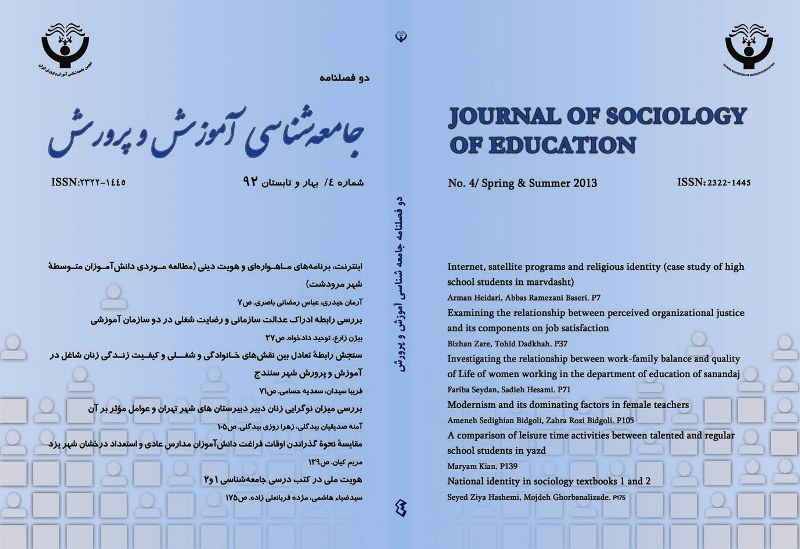 دو فصلنامه
جامعه‌شناسی آموزش و پرورش
شماره ٤/ بهار و تابستان ۹۲
ISSN:۲۳۲۲-۱٤٤٥
اینترنت، برنامه‌های ماهواره‌ای و هویت دینی (مطالعه موردی دانش‌آموزان متوسطهٔ
شهر مرودشت)
آرمان حیدری، عباس رمضانی باصری. ص۷
بررسی رابطه ادراک عدالت سازمانی و رضایت شغلی در دو سازمان آموزشی
بیژن زارع، توحید دادخواه. ص۳۷
سنجش رابطهٔ تعادل بین نقش‌های خانوادگی و شغلی و کیفیت زندگی زنان شاغل در
آموزش و پرورش شهر سنندج
فریبا سیدان، سعدیه حسامی. ص۷۱
بررسی میزان نوگرایی زنان دبیر دبیرستان های شهر تهران و عوامل مؤثر بر آن
آمنه صدیقیان بیدگلی، زهرا روزی بیدگلی. ص۱۰۵
مقایسهٔ نحوهٔ گذراندن اوقات فراغت دانش‌آموزان مدارس عادی و استعداد درخشان شهر یزد
مریم کیان. ص۱۳۹
هویت ملی در کتب درسی جامعه‌شناسی ۱ و۲
سیدضیاء هاشمی، مژده قربانعلی زاده. ص۱۷۵
دو فصلنامه جامعه شناسی آموزش و پرورش
JOURNAL OF SOCIOLOGY
OF EDUCATION
No. 4/ Spring & Summer 2013
ISSN: 2322-1445
Internet, satellite programs and religious identity (case study of high
school students in marvdasht)
Arman Heidari, Abbas Ramezani Baseri. P7
Examining the relationship between perceived organizational justice
and its components on job satisfaction
Bizhan Zare, Tohid Dadkhah. P37
Investigating the relationship between work-family balance and quality
of Life of women working in the department of education of sanandaj
Fariba Seydan, Sadieh Hesami. P71
Modernism and its dominating factors in female teachers
Ameneh Sedighian Bidgoli, Zahra Rozi Bidgoli. P105
A comparison of leisure time activities between talented and regular
school students in yazd
Maryam Kian. P139
National identity in sociology textbooks 1 and 2
Seyed Ziya Hashemi, Mojdeh Ghorbanalizade. P175